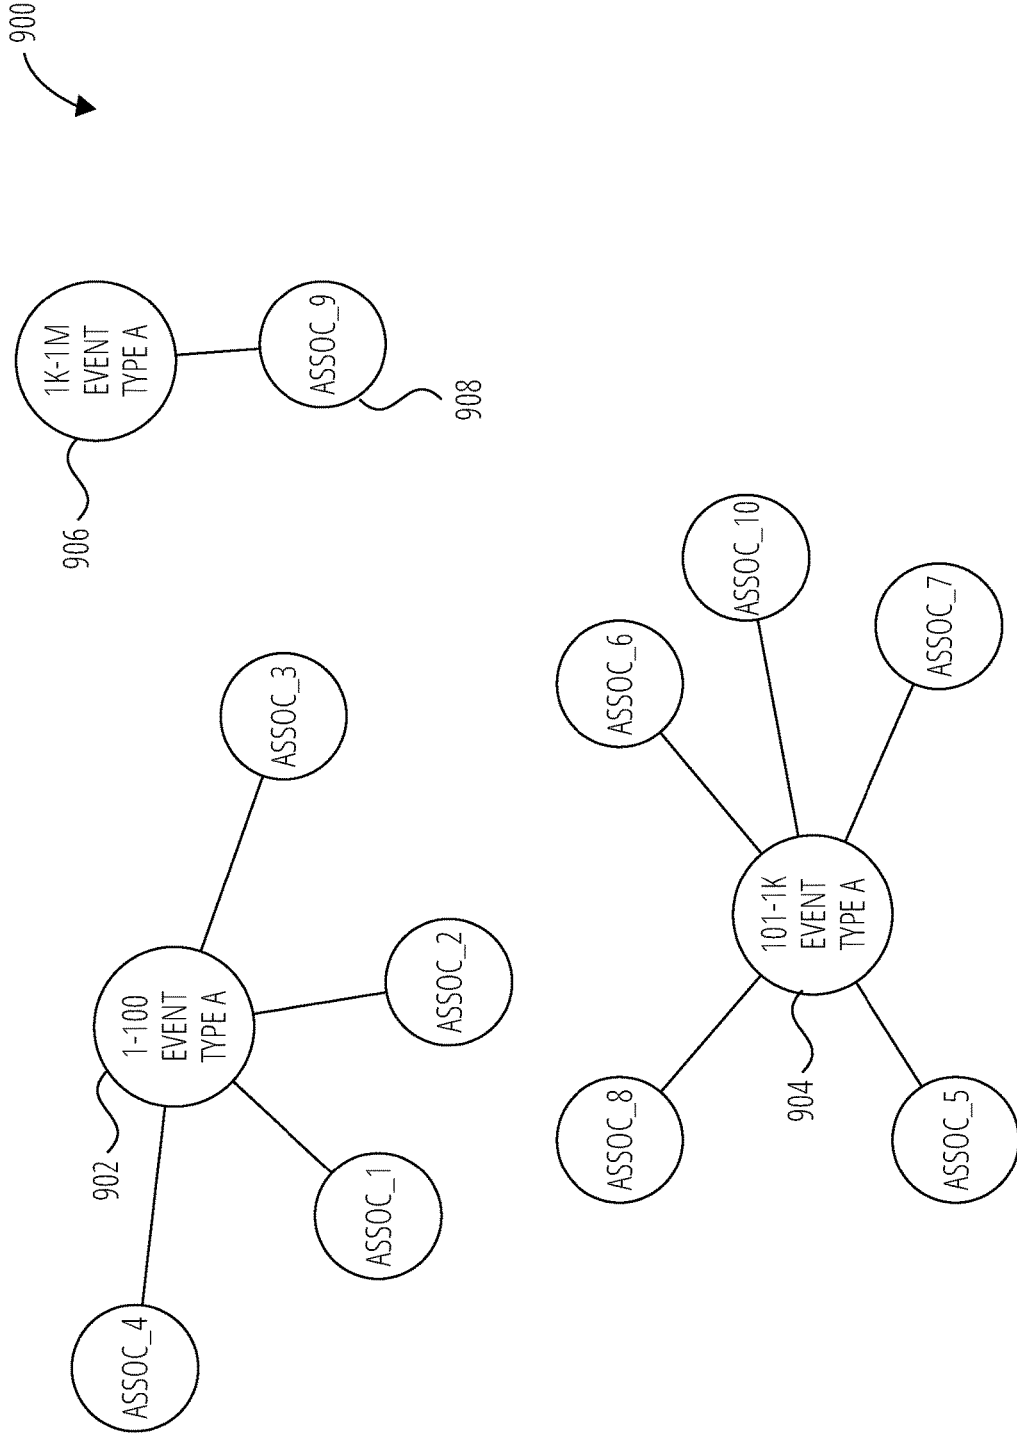 900
1K-1M
EVENT
TYPE A
906
ASSOC_9
908
ASSOC_3
1-100
EVENT
TYPE A
902
ASSOC_2
ASSOC_1
ASSOC_4
ASSOC_10
ASSOC_6
ASSOC_7
101-1K
EVENT
TYPE A
904
ASSOC_8
ASSOC_5